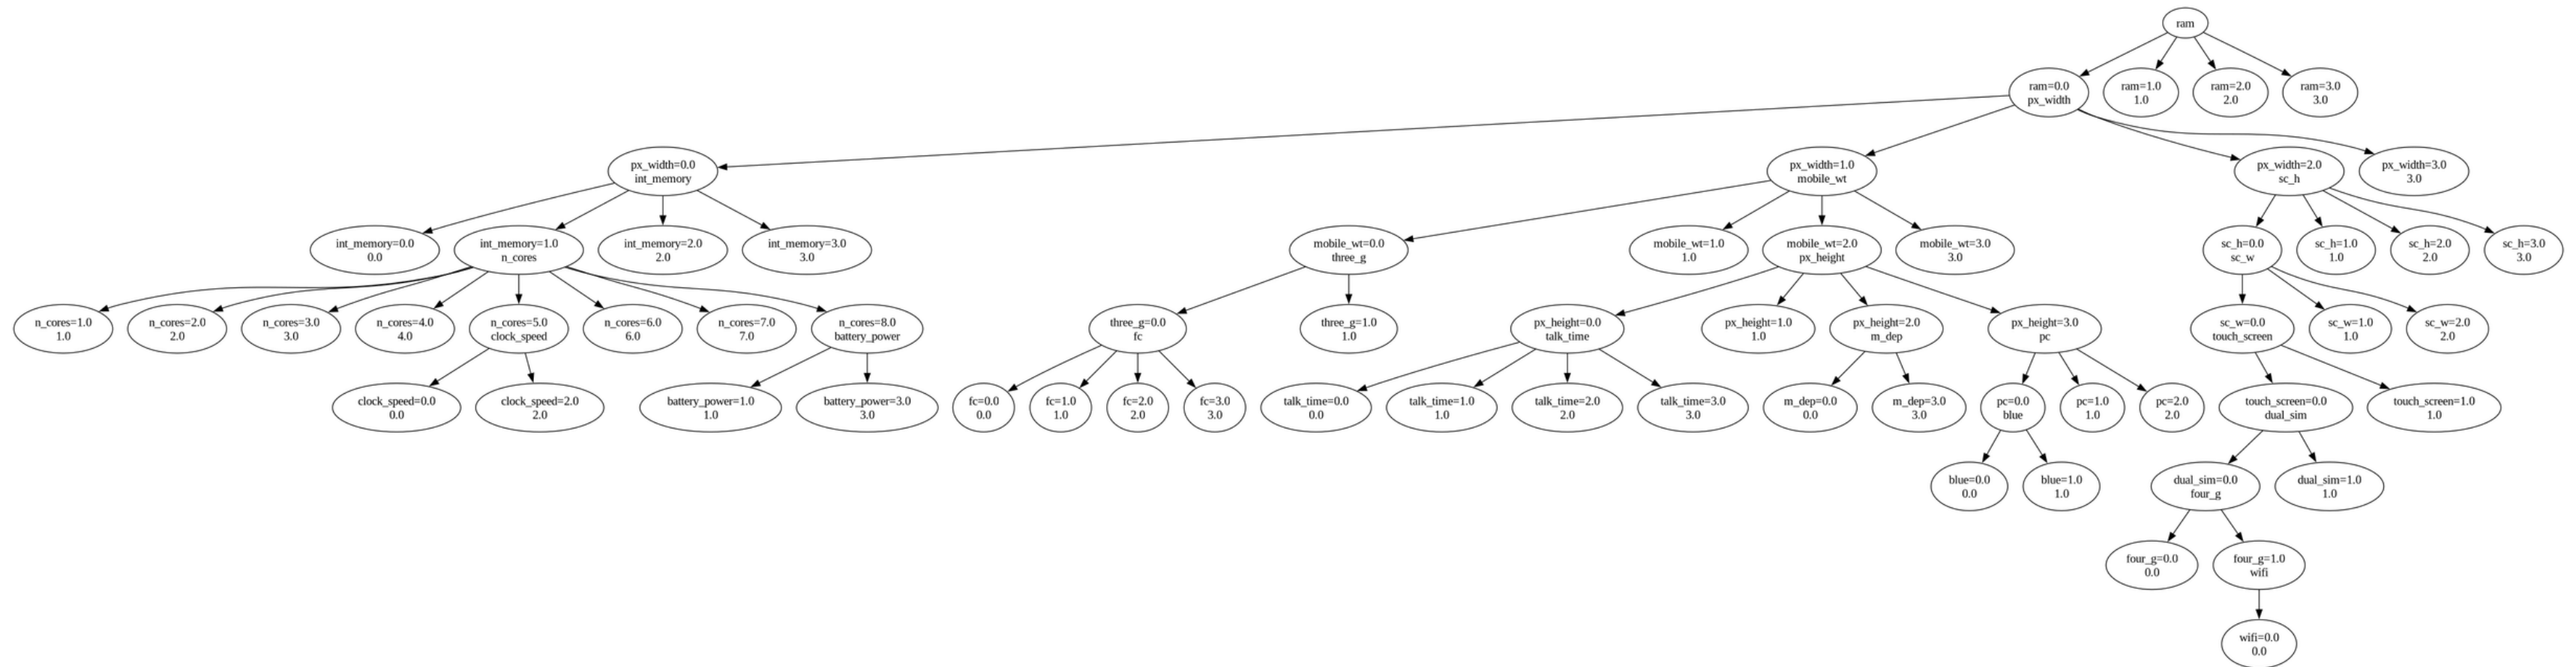 ram
ram=0.0
px_width
ram=1.0
1.0
ram=2.0
2.0
ram=3.0
3.0
px_width=0.0
int_memory
px_width=1.0
mobile_wt
px_width=2.0
sc_h
px_width=3.0
3.0
int_memory=0.0
0.0
int_memory=1.0
n_cores
int_memory=2.0
2.0
int_memory=3.0
3.0
mobile_wt=0.0
three_g
mobile_wt=1.0
1.0
mobile_wt=2.0
px_height
mobile_wt=3.0
3.0
sc_h=0.0
sc_w
sc_h=1.0
1.0
sc_h=2.0
2.0
sc_h=3.0
3.0
n_cores=1.0
1.0
n_cores=2.0
2.0
n_cores=3.0
3.0
n_cores=4.0
4.0
n_cores=5.0
clock_speed
n_cores=6.0
6.0
n_cores=7.0
7.0
n_cores=8.0
battery_power
three_g=0.0
fc
three_g=1.0
1.0
px_height=0.0
talk_time
px_height=1.0
1.0
px_height=2.0
m_dep
px_height=3.0
pc
sc_w=0.0
touch_screen
sc_w=1.0
1.0
sc_w=2.0
2.0
clock_speed=0.0
0.0
clock_speed=2.0
2.0
battery_power=1.0
1.0
battery_power=3.0
3.0
fc=0.0
0.0
fc=1.0
1.0
fc=2.0
2.0
fc=3.0
3.0
talk_time=0.0
0.0
talk_time=1.0
1.0
talk_time=2.0
2.0
talk_time=3.0
3.0
m_dep=0.0
0.0
m_dep=3.0
3.0
pc=0.0
blue
pc=1.0
1.0
pc=2.0
2.0
touch_screen=0.0
dual_sim
touch_screen=1.0
1.0
blue=0.0
0.0
blue=1.0
1.0
dual_sim=0.0
four_g
dual_sim=1.0
1.0
four_g=0.0
0.0
four_g=1.0
wifi
wifi=0.0
0.0